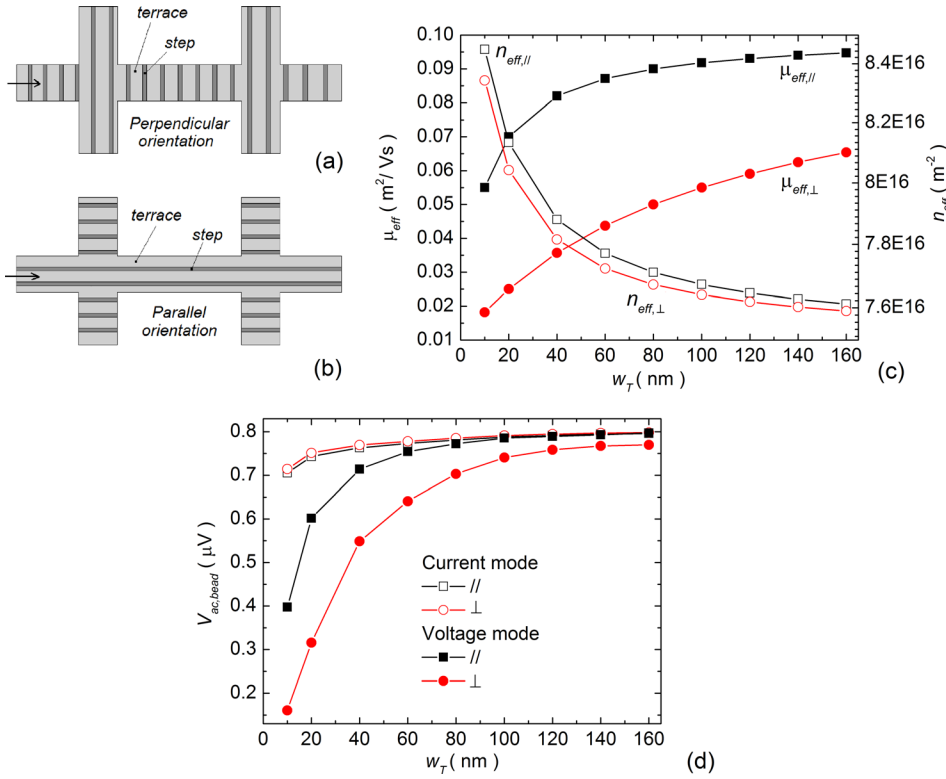 terrace
step
Perpendicular
orientation
(a)
terrace
step
Parallel
orientation
(b)
0.10
0.09
0.08
0.07
0.06
0.05
0.04
0.03
0.02
0.01
μeff ( m²/ Vs )
neff,//
μeff,//
μeff,⊥
neff,⊥
8.4E16
8.2E16
8E16
7.8E16
7.6E16
neff ( m⁻² )
0 20 40 60 80 100 120 140 160
wT ( nm )
(c)
0.8
0.7
0.6
0.5
0.4
0.3
0.2
Vac,bead ( μV )
Current mode
//
⊥
Voltage mode
//
⊥
0 20 40 60 80 100 120 140 160
wT ( nm )
(d)